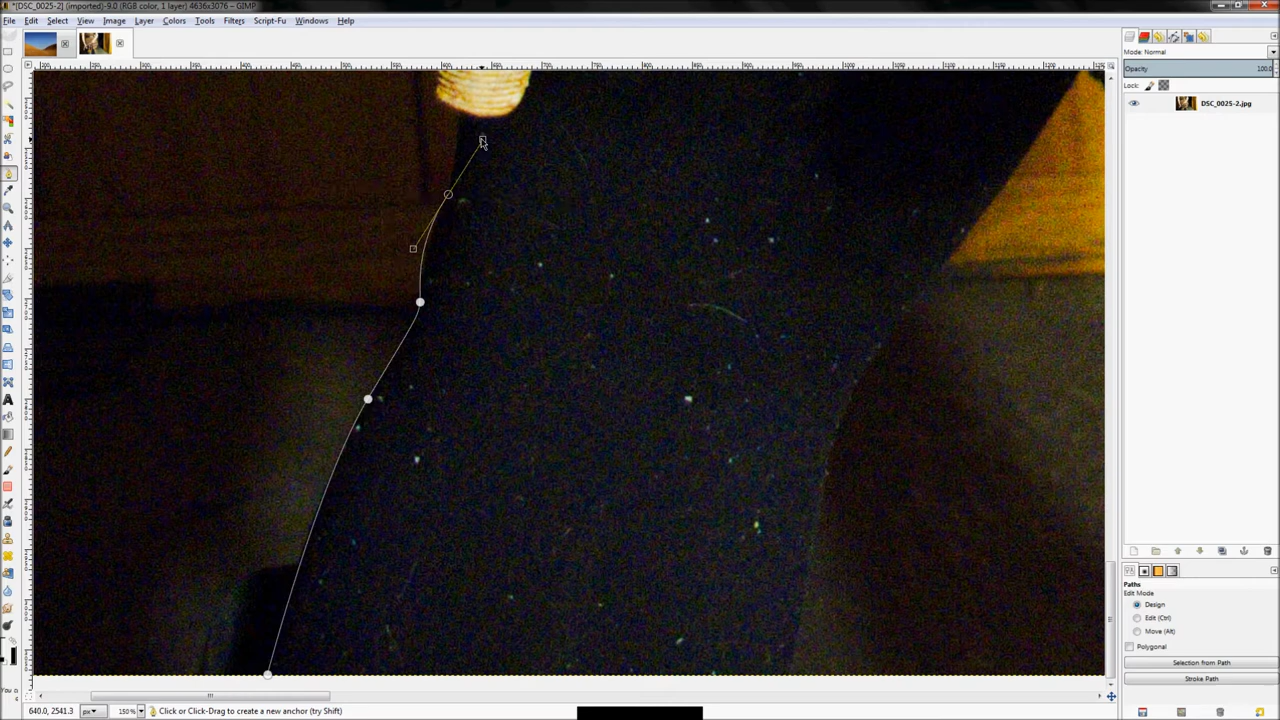 *[DSC_0025-2] (imported)-9.0 (RGB color, 1 layer) 4636x3076 – GIMP
File Edit Select View Image Layer Colors Tools Filters Script-Fu Windows Help
Mode: Normal
Opacity 100.0
Lock:
DSC_0025-2.jpg
Paths
Edit Mode
Design
Edit (Ctrl)
Move (Alt)
Polygonal
Selection from Path
Stroke Path
640.0, 2541.3 px 150% Click or Click-Drag to create a new anchor (try Shift)